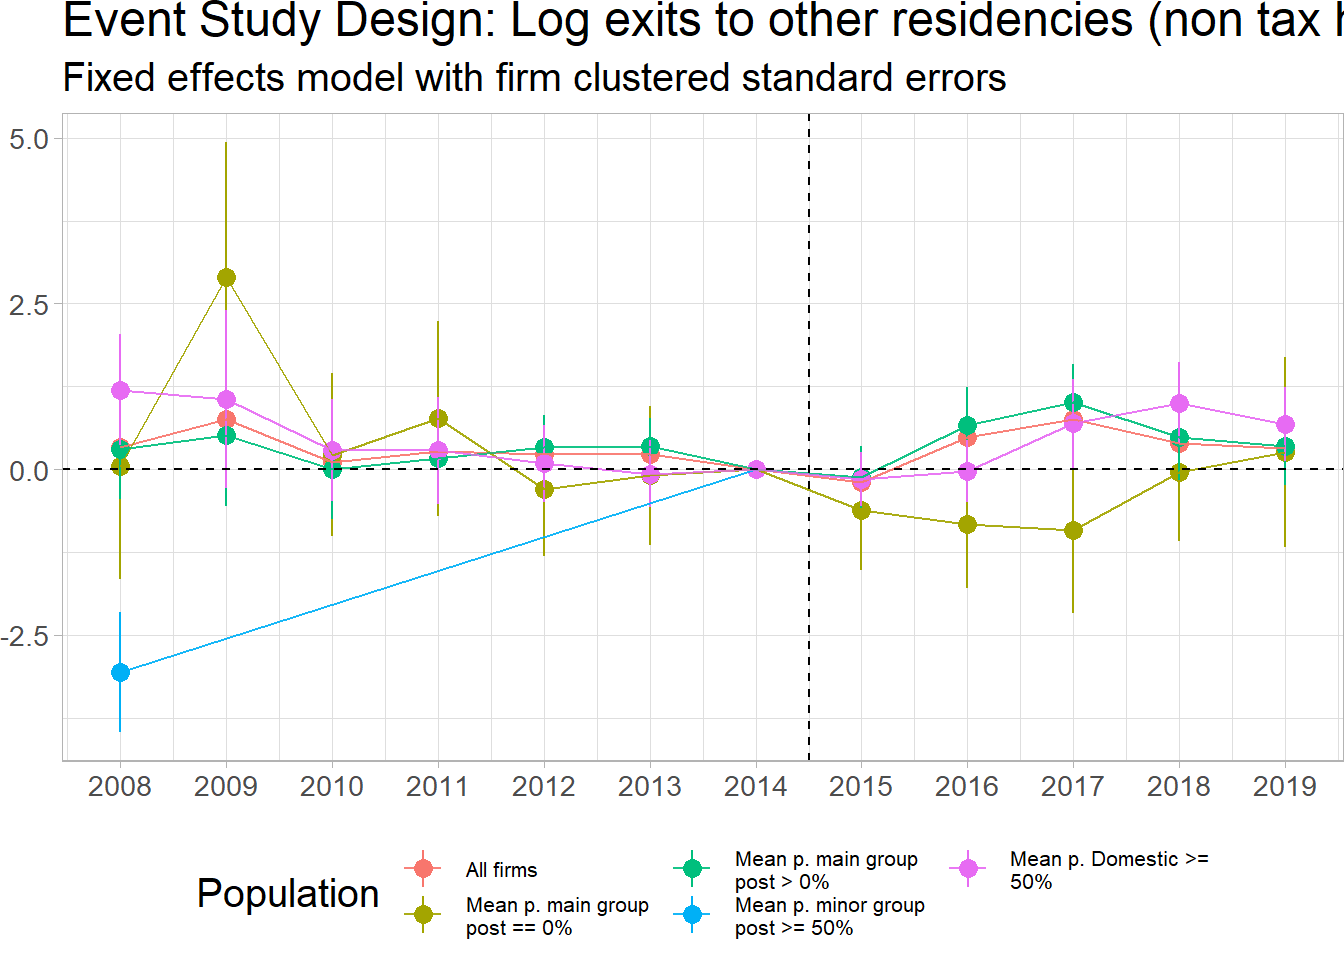 Event Study Design: Log exits to other residencies (non tax
Fixed effects model with firm clustered standard errors
5.0
2.5
0.0
-2.5
2008 2009 2010 2011 2012 2013 2014 2015 2016 2017 2018 2019
Population
All firms
Mean p. main group
post == 0%
Mean p. main group
post > 0%
Mean p. minor group
post >= 50%
Mean p. Domestic >=
50%